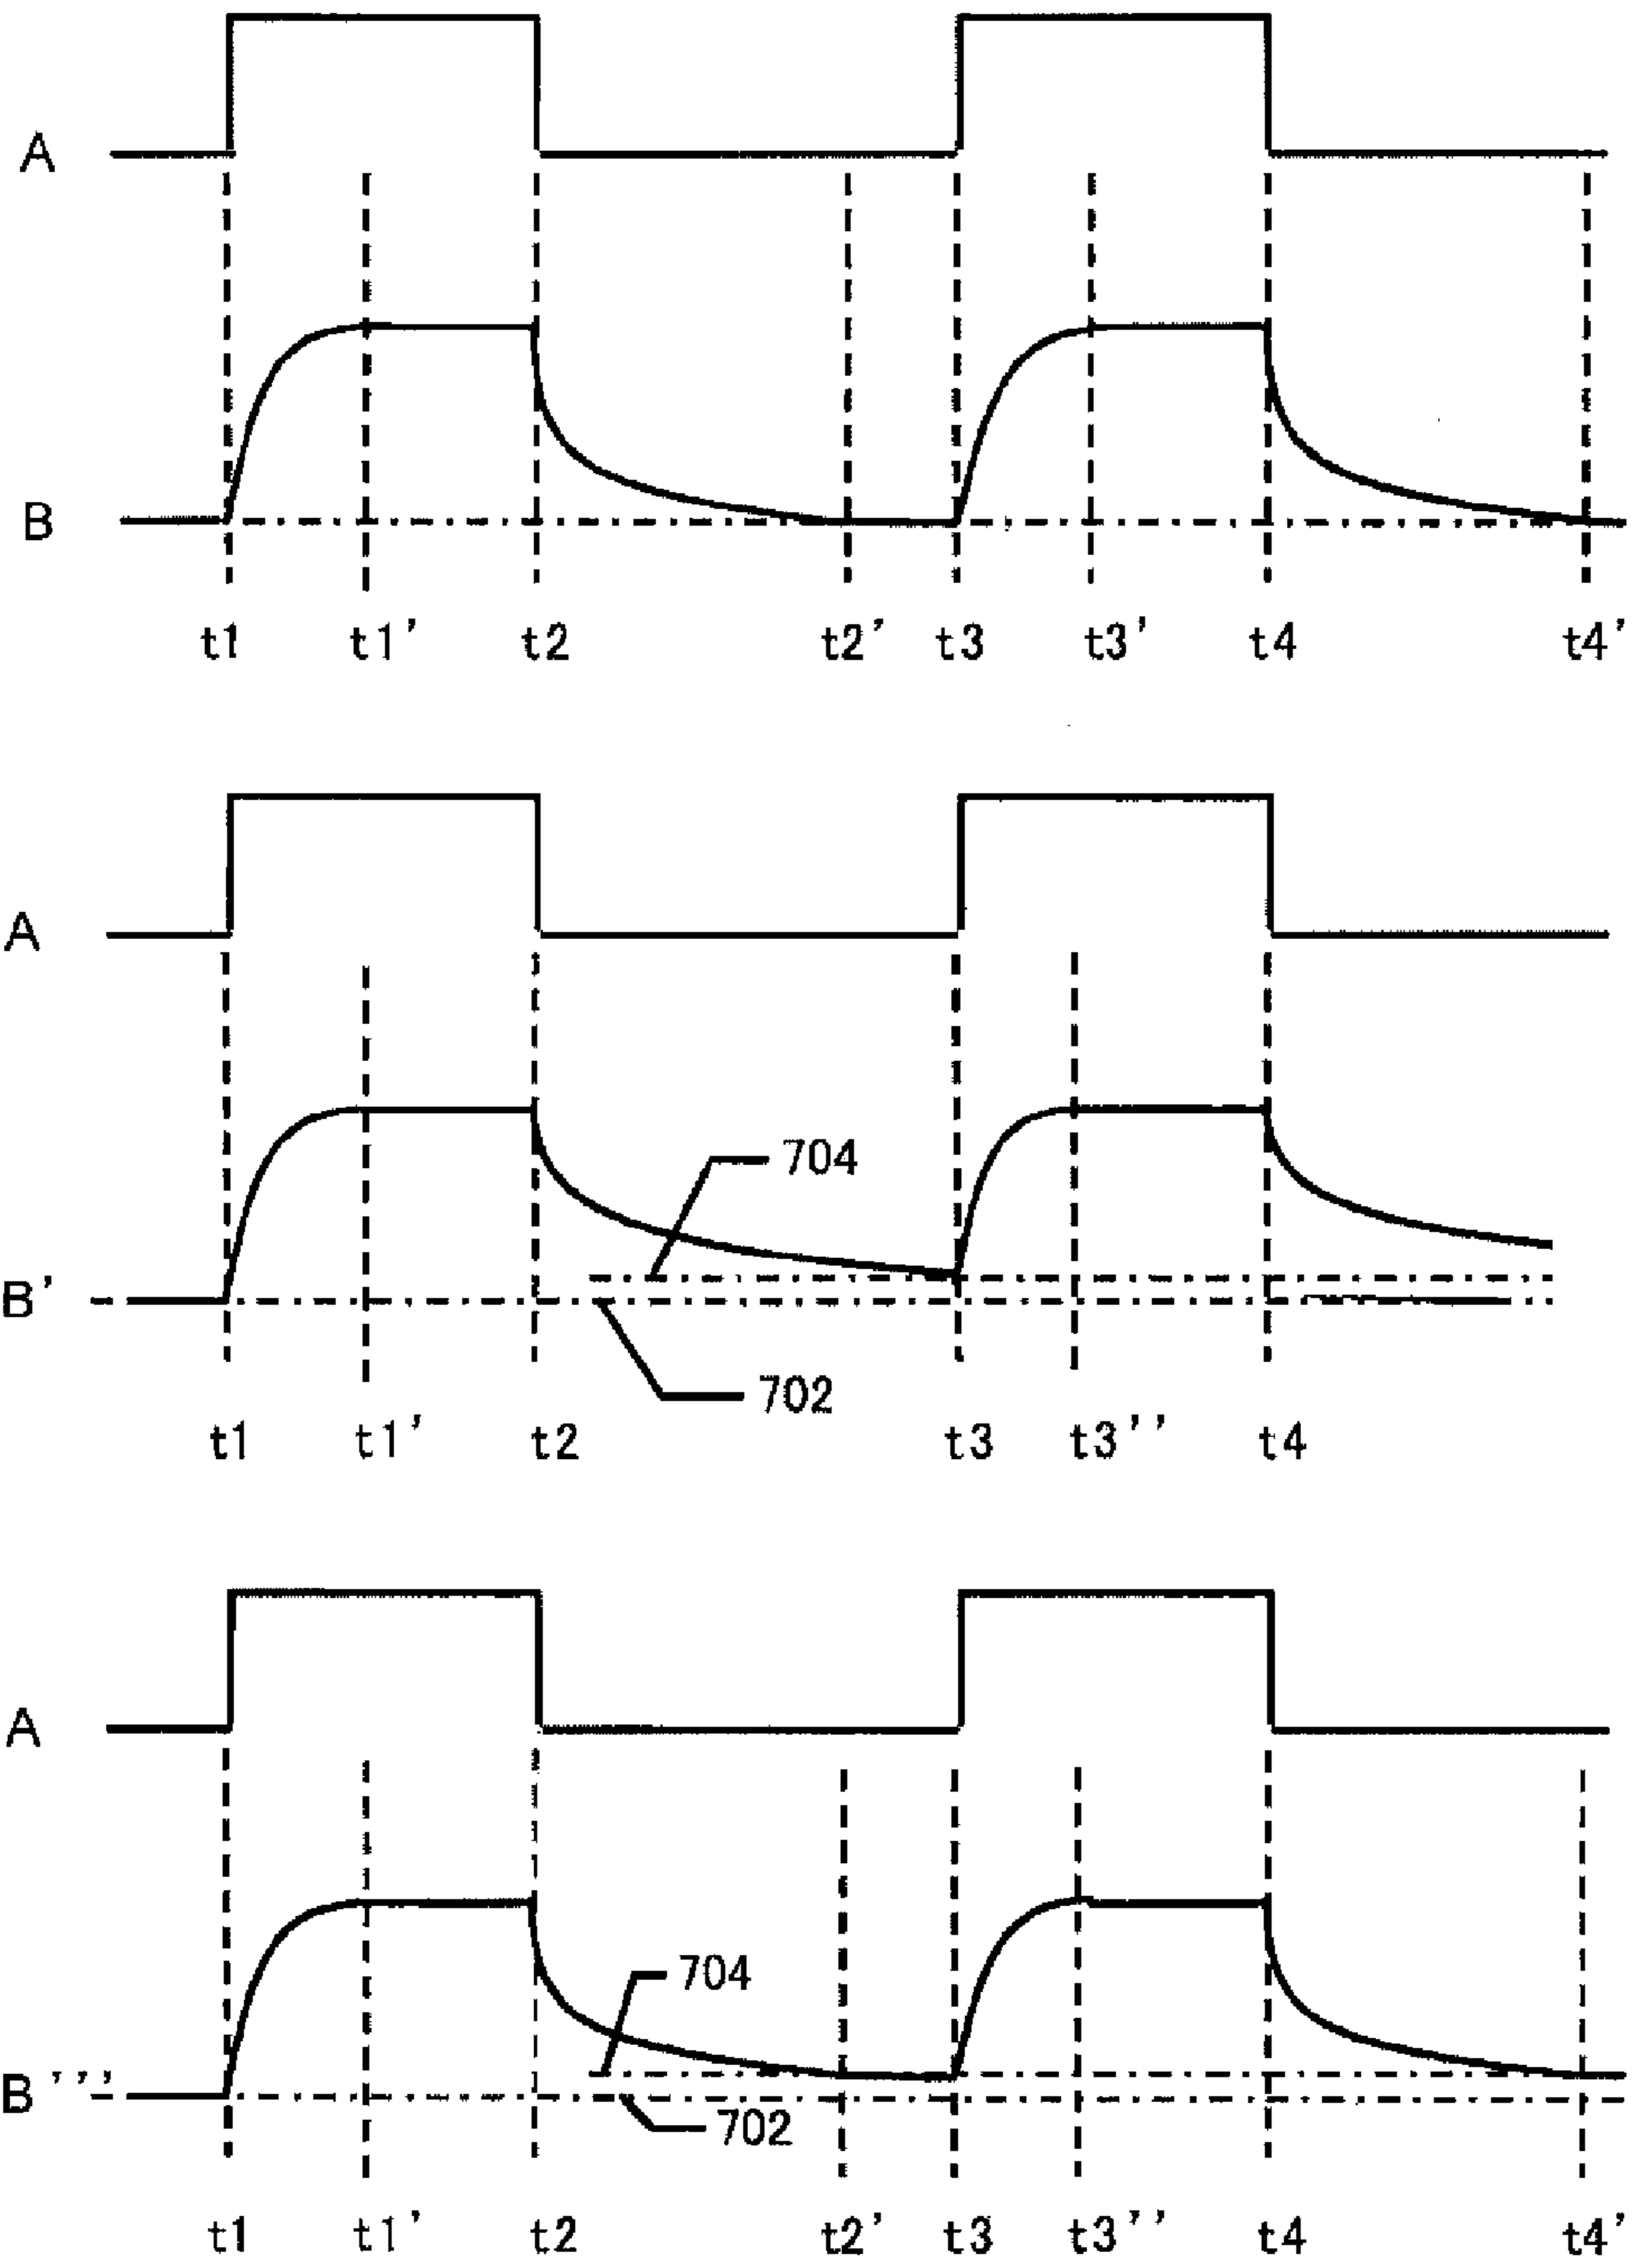 A
B
t1 t1' t2 t2' t3 t3' t4 t4'
A
704
B'
702
t1 t1' t2 t3 t3'' t4
A
704
B'''
702
t1 t1' t2 t2' t3 t3'' t4 t4'